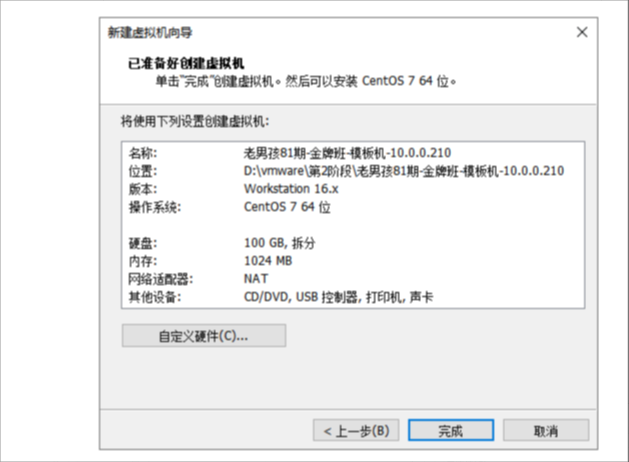 新建虚拟机向导
已准备好创建虚拟机
单击"完成"创建虚拟机。然后可以安装 CentOS 7 64 位。
将使用下列设置创建虚拟机:
名称: 老男孩81期-金牌班-模板机-10.0.0.210
位置: D:\vmware\第2阶段\老男孩81期-金牌班-模板机-10.0.0.210
版本: Workstation 16.x
操作系统: CentOS 7 64 位
硬盘: 100 GB, 拆分
内存: 1024 MB
网络适配器: NAT
其他设备: CD/DVD, USB 控制器, 打印机, 声卡
自定义硬件(C)...
< 上一步(B) 完成 取消